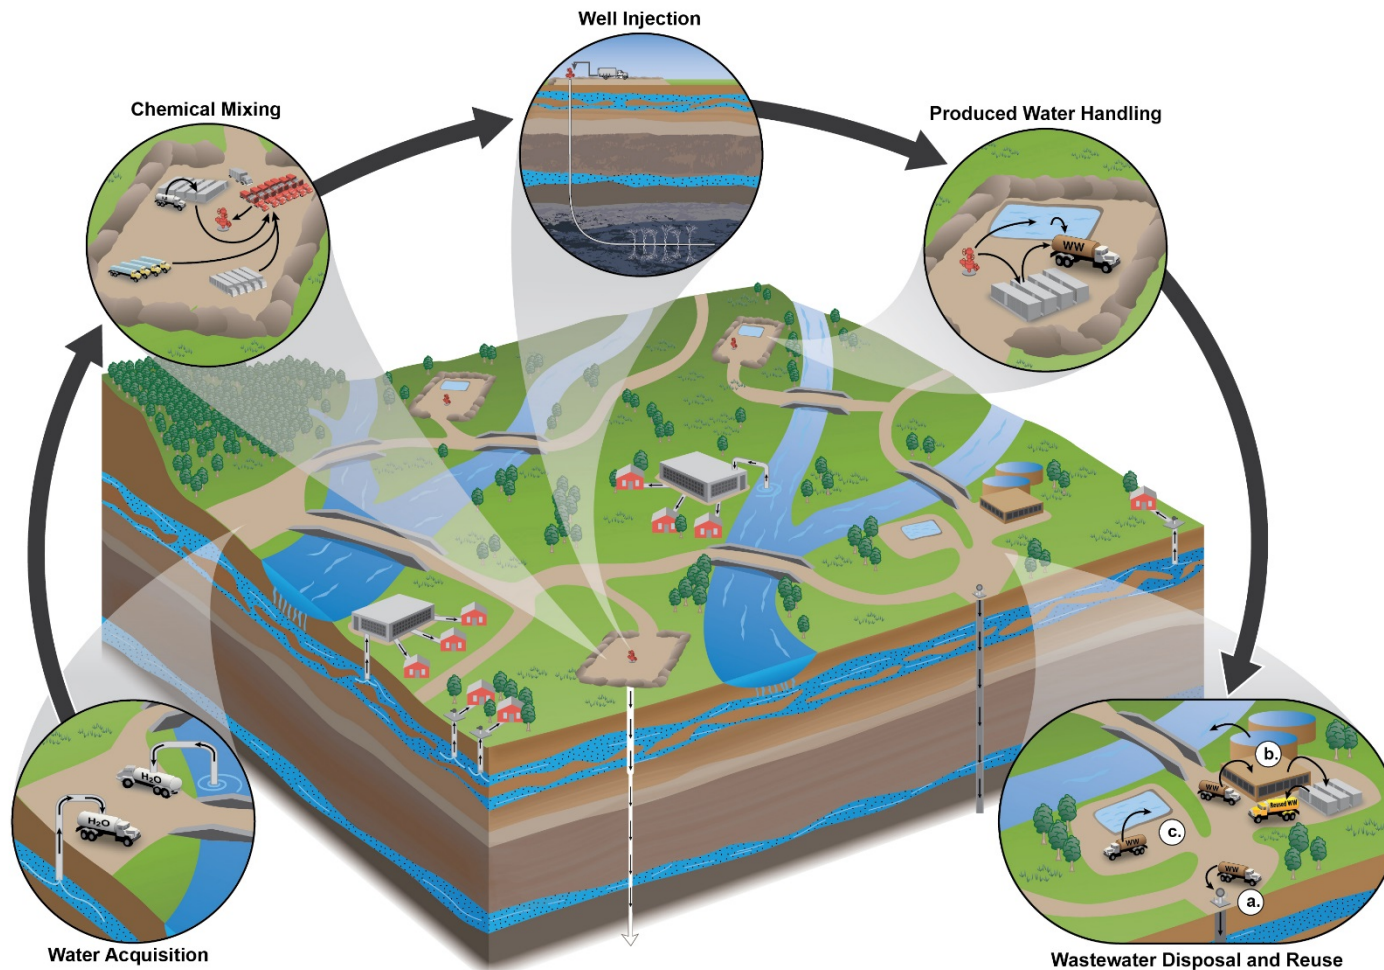 Well Injection
Chemical Mixing
Produced Water Handling
WW
H₂O
H₂O
Water Acquisition
b.
WW
Reused WW
c.
WW
WW
a.
Wastewater Disposal and Reuse